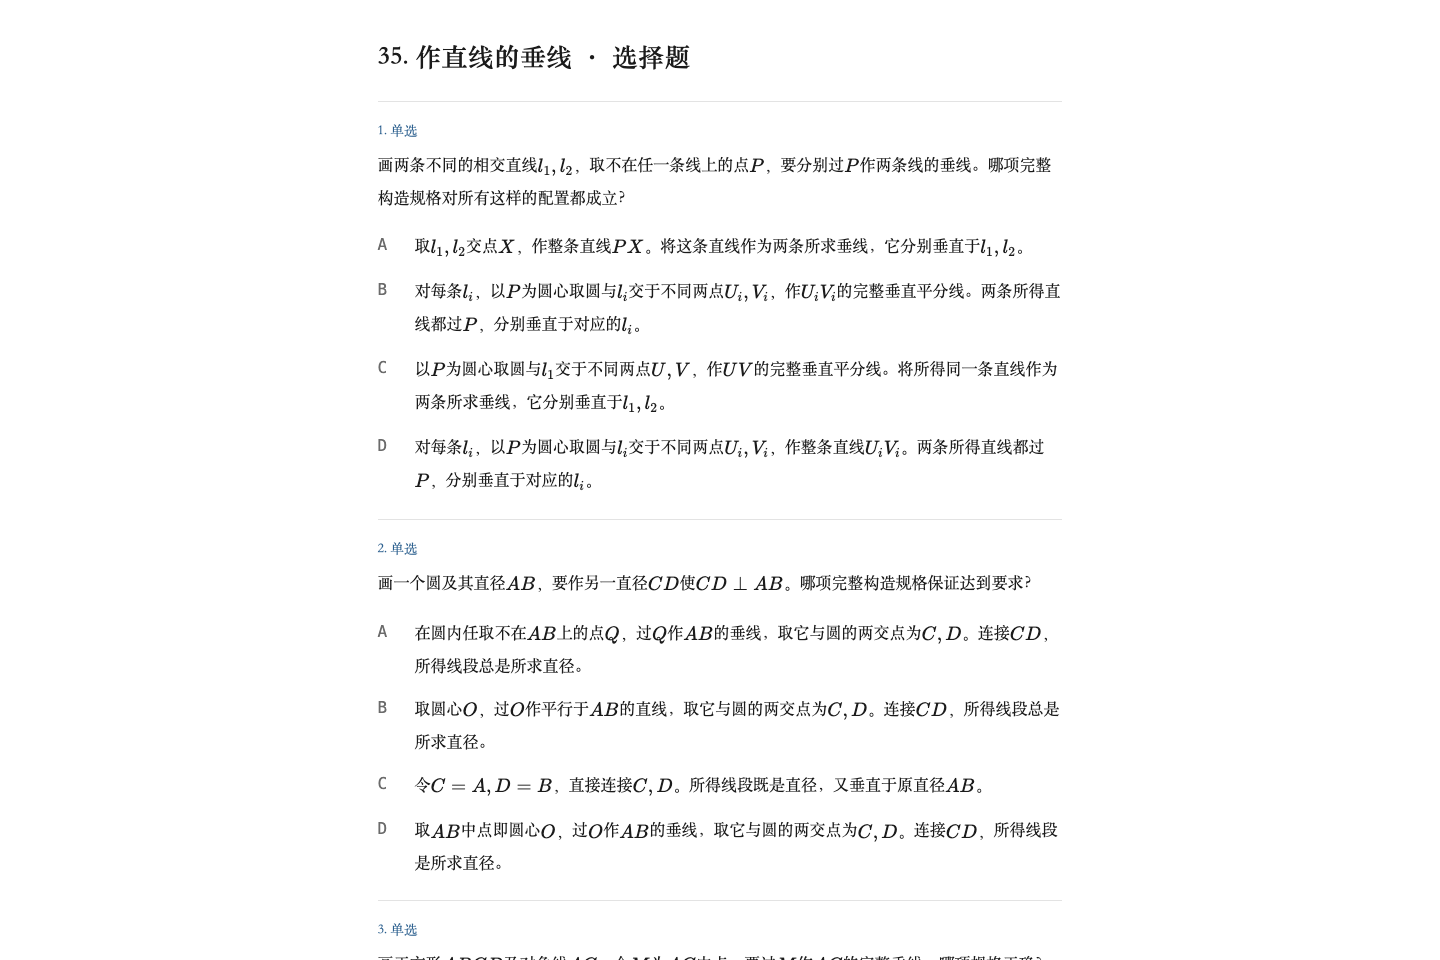 35. 作直线的垂线 · 选择题
1. 单选
画两条不同的相交直线l₁, l₂，取不在任一条线上的点P，要分别过P作两条线的垂线。哪项完整
构造规格对所有这样的配置都成立？
A 取l₁, l₂交点X，作整条直线PX。将这条直线作为两条所求垂线，它分别垂直于l₁, l₂。
B 对每条lᵢ，以P为圆心取圆与lᵢ交于不同两点Uᵢ, Vᵢ，作UᵢVᵢ的完整垂直平分线。两条所得直
线都过P，分别垂直于对应的lᵢ。
C 以P为圆心取圆与l₁交于不同两点U, V，作UV的完整垂直平分线。将所得同一条直线作为
两条所求垂线，它分别垂直于l₁, l₂。
D 对每条lᵢ，以P为圆心取圆与lᵢ交于不同两点Uᵢ, Vᵢ，作整条直线UᵢVᵢ。两条所得直线都过
P，分别垂直于对应的lᵢ。
2. 单选
画一个圆及其直径AB，要作另一直径CD使CD ⊥ AB。哪项完整构造规格保证达到要求？
A 在圆内任取不在AB上的点Q，过Q作AB的垂线，取它与圆的两交点为C, D。连接CD，
所得线段总是所求直径。
B 取圆心O，过O作平行于AB的直线，取它与圆的两交点为C, D。连接CD，所得线段总是
所求直径。
C 令C = A, D = B，直接连接C, D。所得线段既是直径，又垂直于原直径AB。
D 取AB中点即圆心O，过O作AB的垂线，取它与圆的两交点为C, D。连接CD，所得线段
是所求直径。
3. 单选